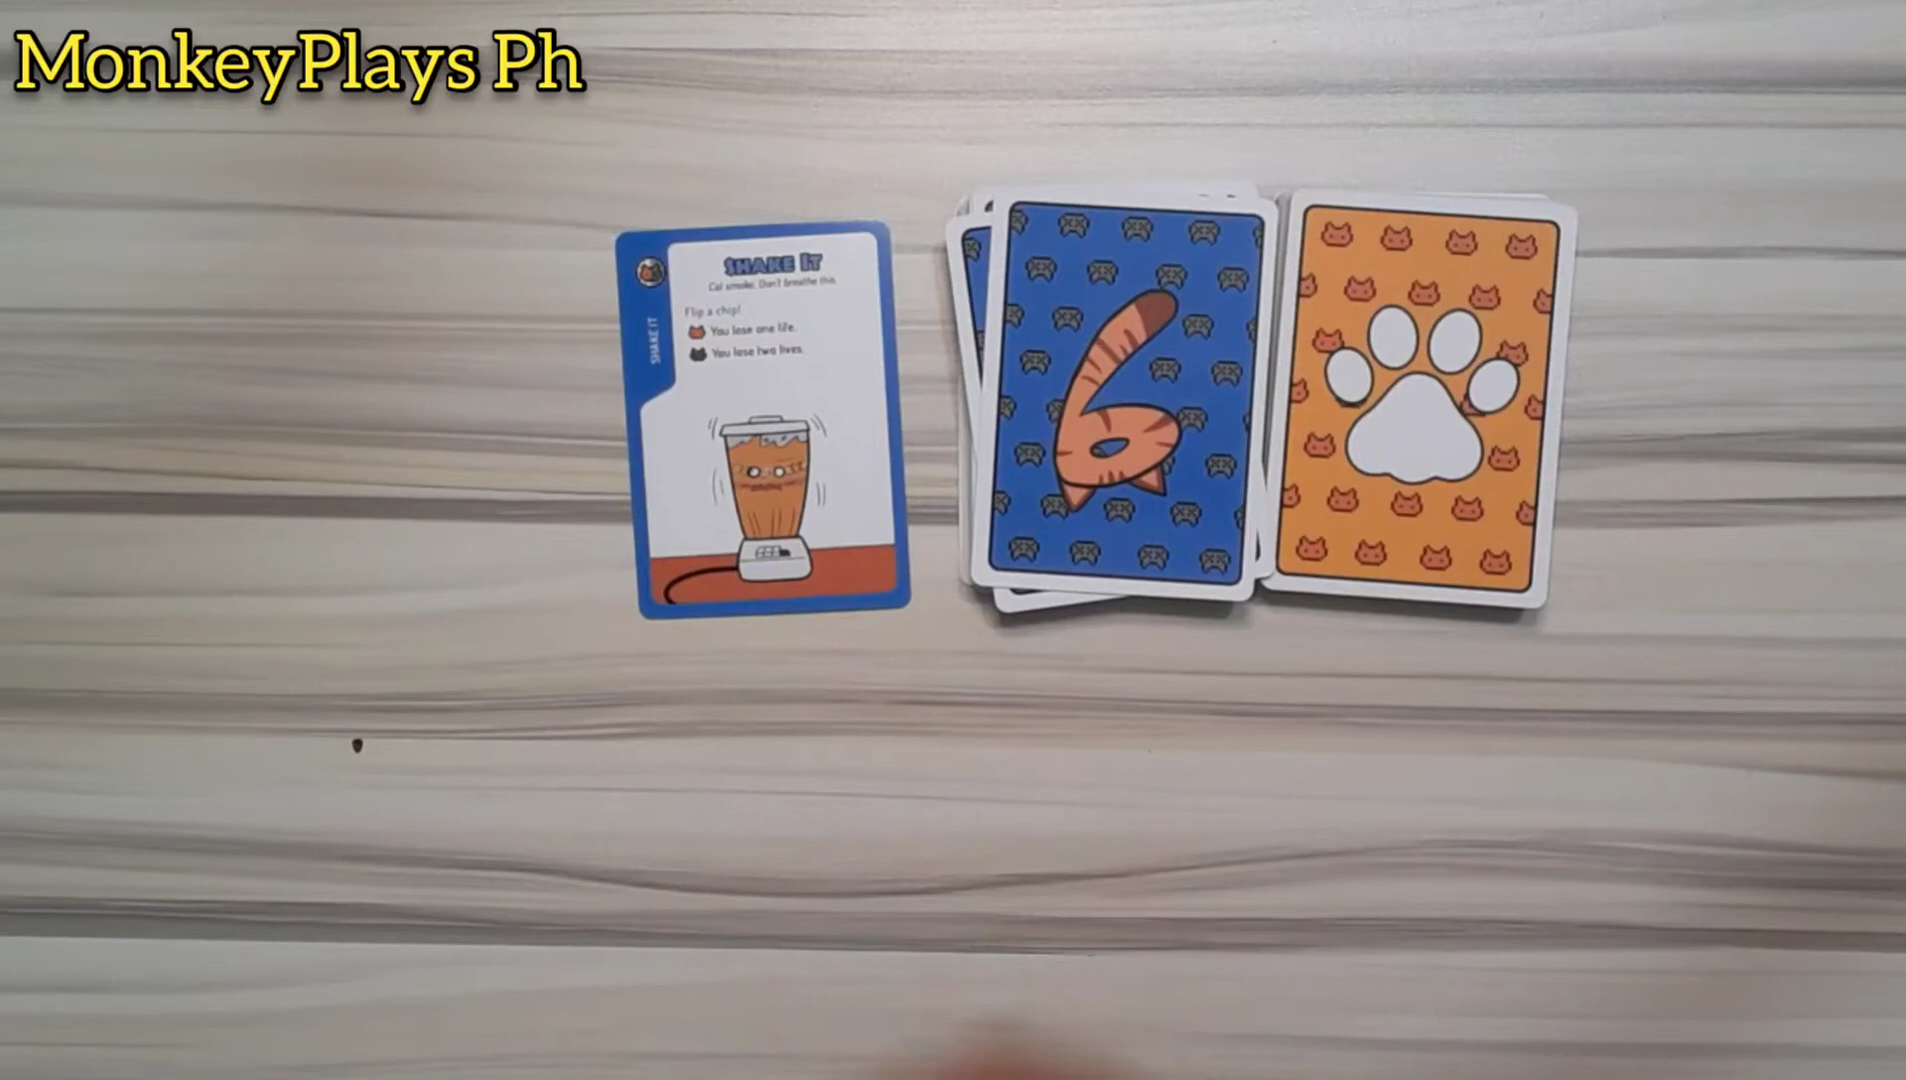 MonkeyPlays Ph
SHAKE IT
SHAKE IT
Cat smoke. Don't breathe this.
Flip a chip!
You lose one life.
You lose two lives.
6